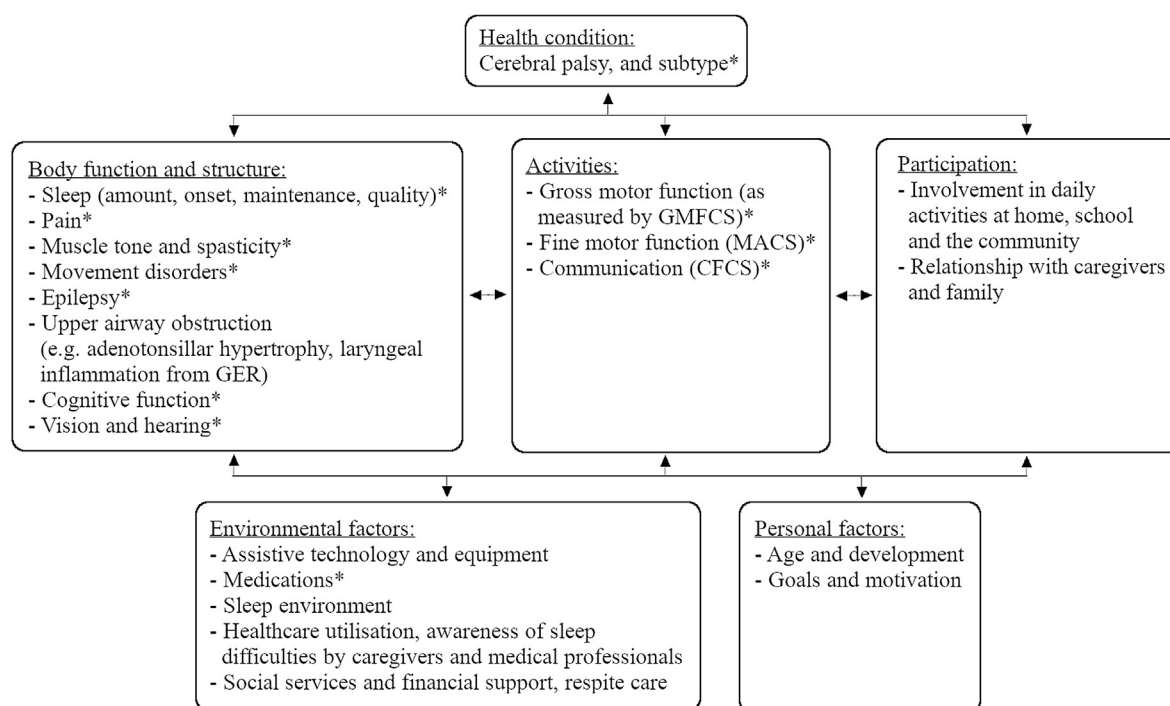 Health condition:
Cerebral palsy, and subtype*
Body function and structure:
- Sleep (amount, onset, maintenance, quality)*
- Pain*
- Muscle tone and spasticity*
- Movement disorders*
- Epilepsy*
- Upper airway obstruction
(e.g. adenotonsillar hypertrophy, laryngeal
inflammation from GER)
- Cognitive function*
- Vision and hearing*
Activities:
- Gross motor function (as
measured by GMFCS)*
- Fine motor function (MACS)*
- Communication (CFCS)*
Participation:
- Involvement in daily
activities at home, school
and the community
- Relationship with caregivers
and family
Environmental factors:
- Assistive technology and equipment
- Medications*
- Sleep environment
- Healthcare utilisation, awareness of sleep
difficulties by caregivers and medical professionals
- Social services and financial support, respite care
Personal factors:
- Age and development
- Goals and motivation